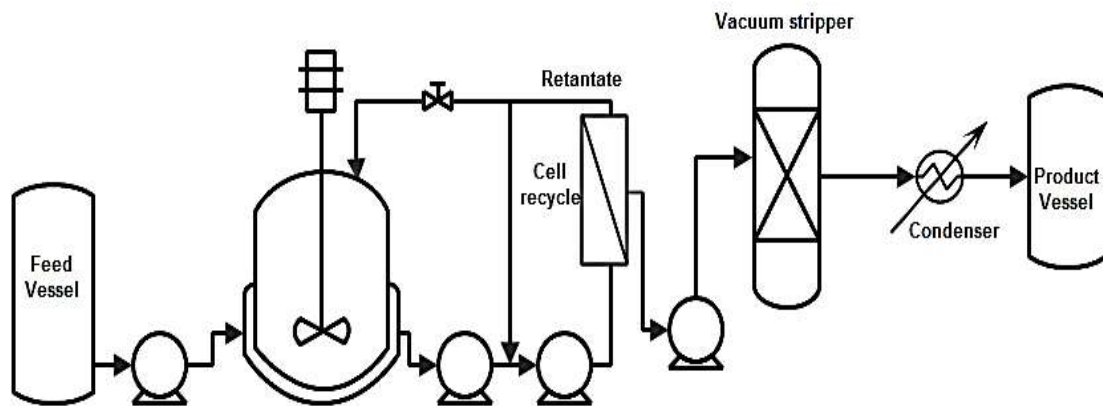 Vacuum stripper
Retantate
Cell
recycle
Product
Vessel
Condenser
Feed
Vessel